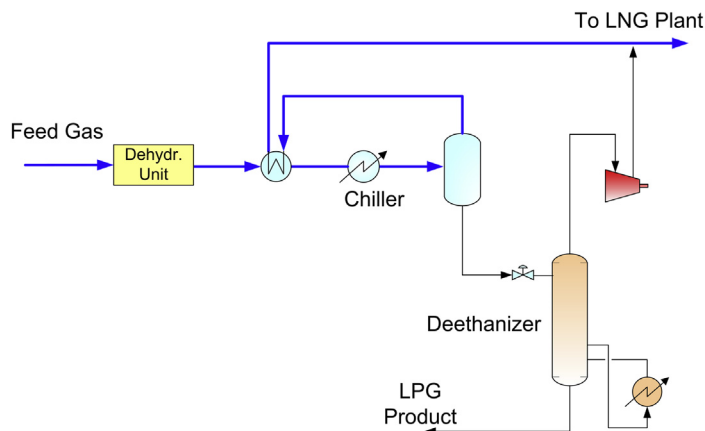 To LNG Plant
Feed Gas
Dehydr.
Unit
Chiller
Deethanizer
LPG
Product